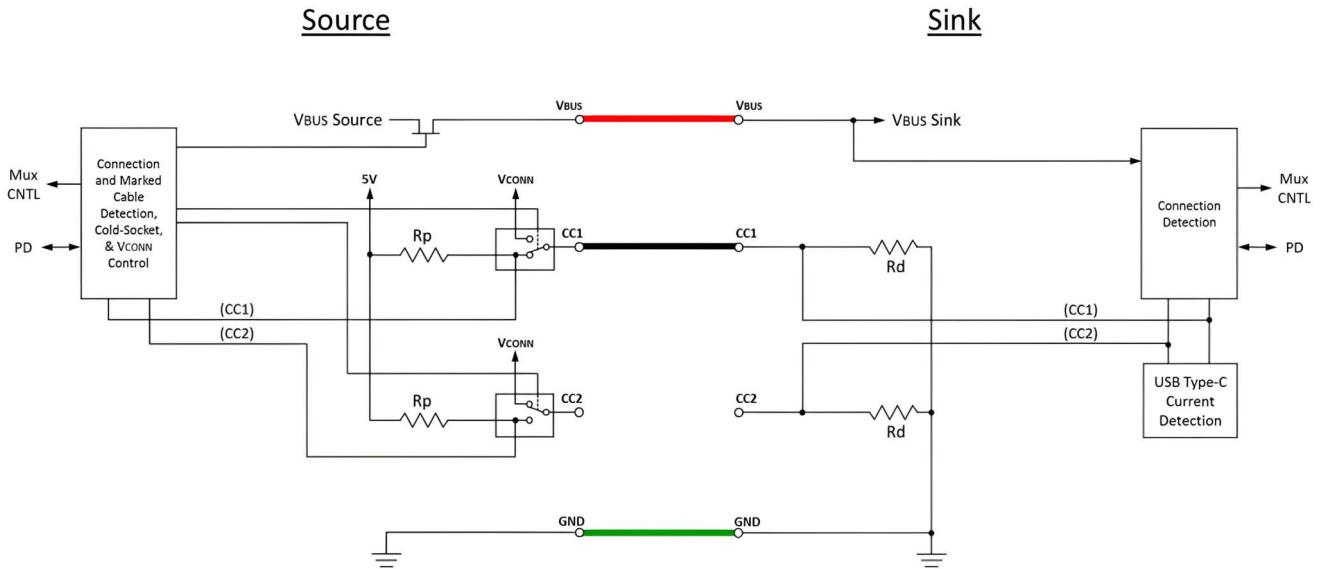 Source
Sink
VBUS Source
VBUS
VBUS
VBUS Sink
Connection
and Marked
Cable
Detection,
Cold-Socket,
& VCONN
Control
Mux
CNTL
PD
5V
VCONN
Rp
CC1
CC1
Rd
Connection
Detection
Mux
CNTL
PD
(CC1)
(CC2)
(CC1)
(CC2)
VCONN
Rp
CC2
CC2
Rd
USB Type-C
Current
Detection
GND
GND